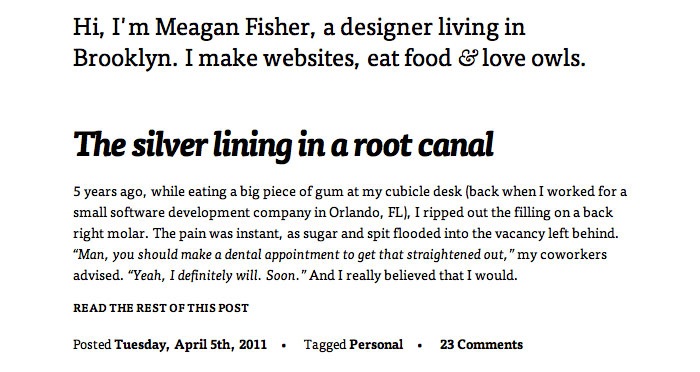 Hi, I'm Meagan Fisher, a designer living in
Brooklyn. I make websites, eat food & love owls.
The silver lining in a root canal
5 years ago, while eating a big piece of gum at my cubicle desk (back when I worked for a
small software development company in Orlando, FL), I ripped out the filling on a back
right molar. The pain was instant, as sugar and spit flooded into the vacancy left behind.
“Man, you should make a dental appointment to get that straightened out,” my coworkers
advised. “Yeah, I definitely will. Soon.” And I really believed that I would.
READ THE REST OF THIS POST
Posted Tuesday, April 5th, 2011 • Tagged Personal • 23 Comments